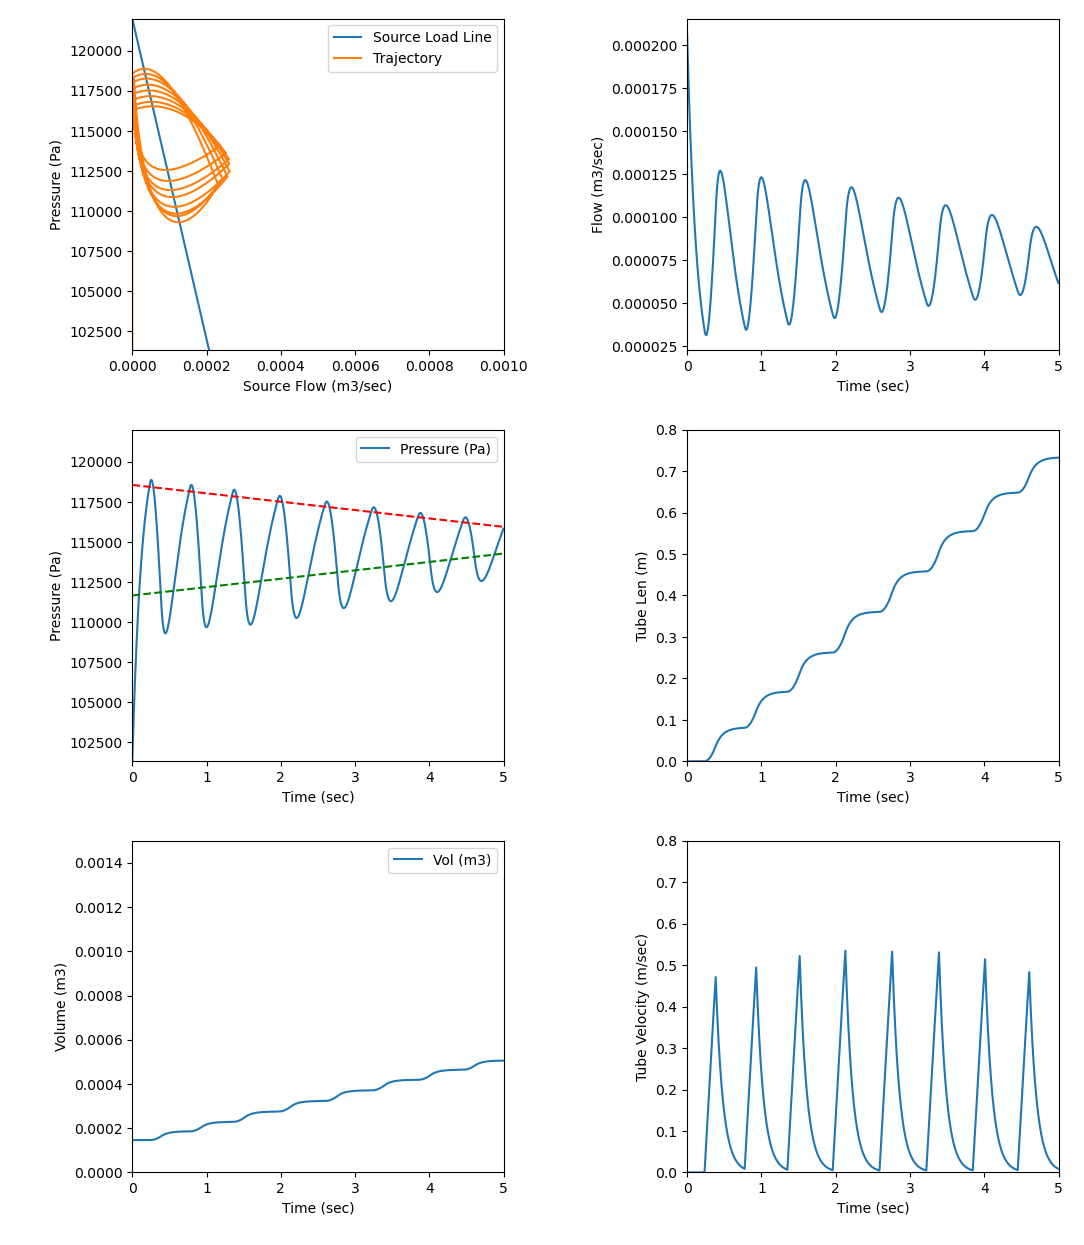 Source Load Line
Trajectory
Pressure (Pa)
120000
117500
115000
112500
110000
107500
105000
102500
0.0000 0.0002 0.0004 0.0006 0.0008 0.0010
Source Flow (m3/sec)
Flow (m3/sec)
0.000200
0.000175
0.000150
0.000125
0.000100
0.000075
0.000050
0.000025
0 1 2 3 4 5
Time (sec)
Pressure (Pa)
Pressure (Pa)
120000
117500
115000
112500
110000
107500
105000
102500
0 1 2 3 4 5
Time (sec)
Tube Len (m)
0.8
0.7
0.6
0.5
0.4
0.3
0.2
0.1
0.0
0 1 2 3 4 5
Time (sec)
Vol (m3)
Volume (m3)
0.0014
0.0012
0.0010
0.0008
0.0006
0.0004
0.0002
0.0000
0 1 2 3 4 5
Time (sec)
Tube Velocity (m/sec)
0.8
0.7
0.6
0.5
0.4
0.3
0.2
0.1
0.0
0 1 2 3 4 5
Time (sec)